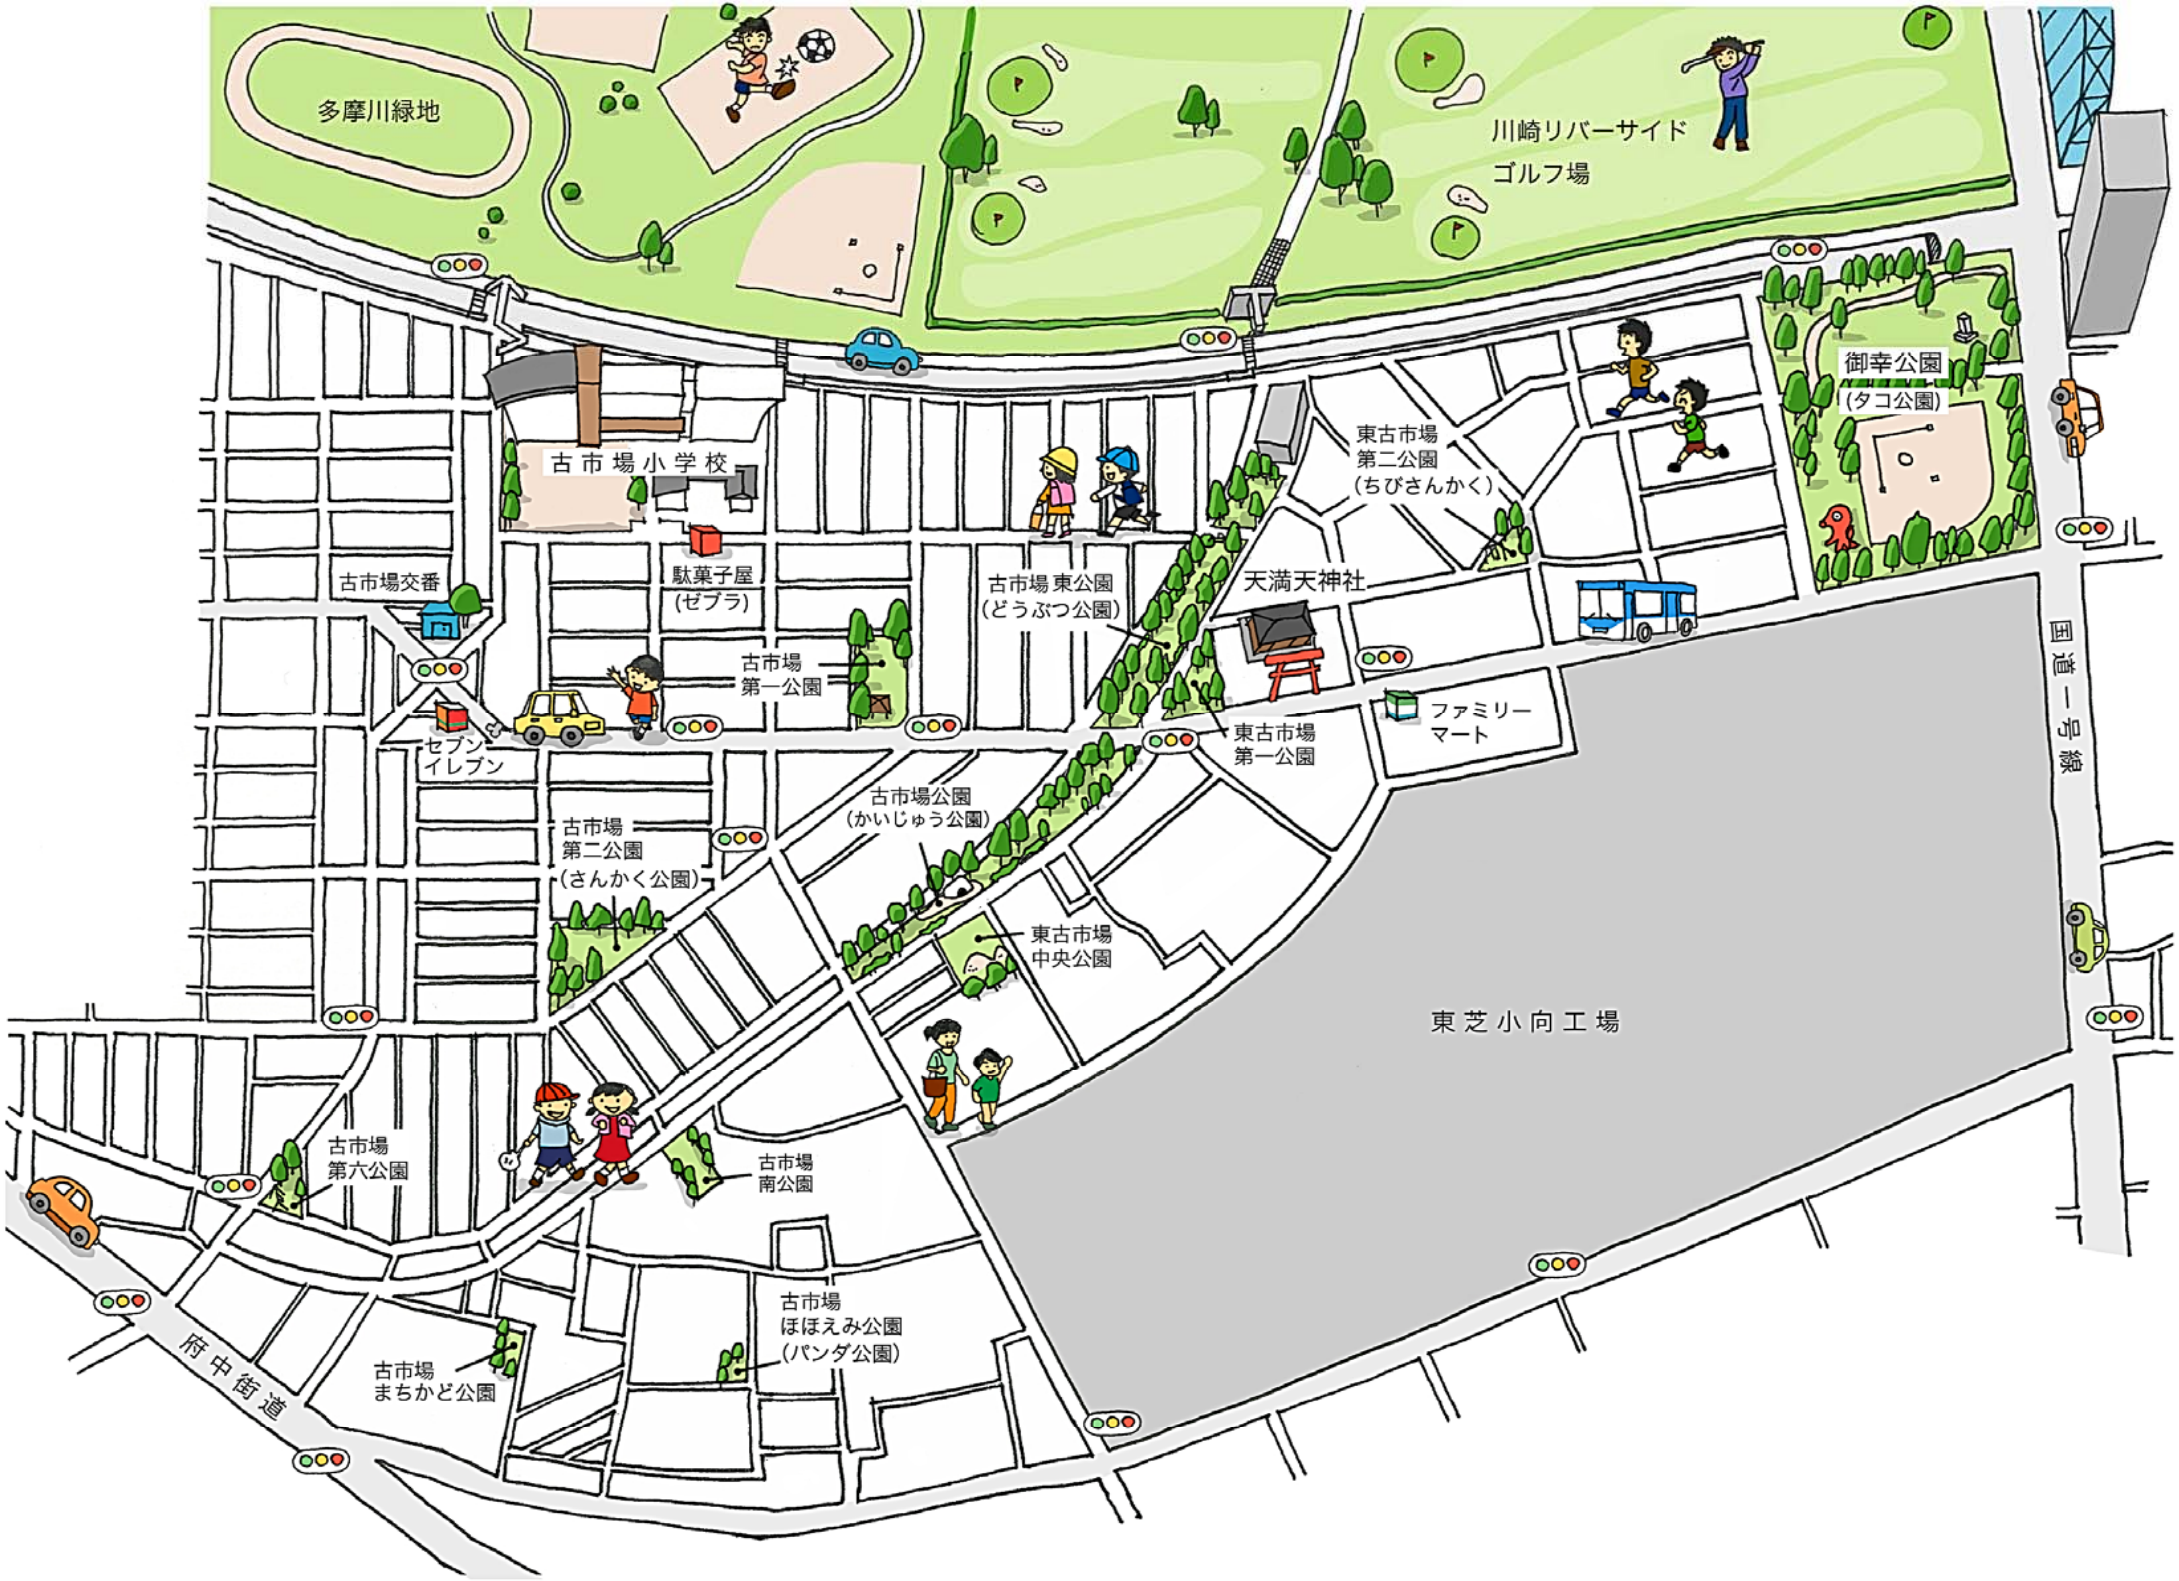 多摩川緑地
川崎リバーサイド
ゴルフ場
御幸公園
(タコ公園)
古市場小学校
東古市場
第二公園
(ちびさんかく)
古市場交番
駄菓子屋
(ゼブラ)
古市場東公園
(どうぶつ公園)
天満天神社
古市場
第一公園
国道一号線
セブン
イレブン
東古市場
第一公園
ファミリー
マート
古市場公園
(かいじゅう公園)
古市場
第二公園
(さんかく公園)
東古市場
中央公園
東芝小向工場
古市場
第六公園
古市場
南公園
古市場
ほほえみ公園
(パンダ公園)
府中街道
古市場
まちかど公園